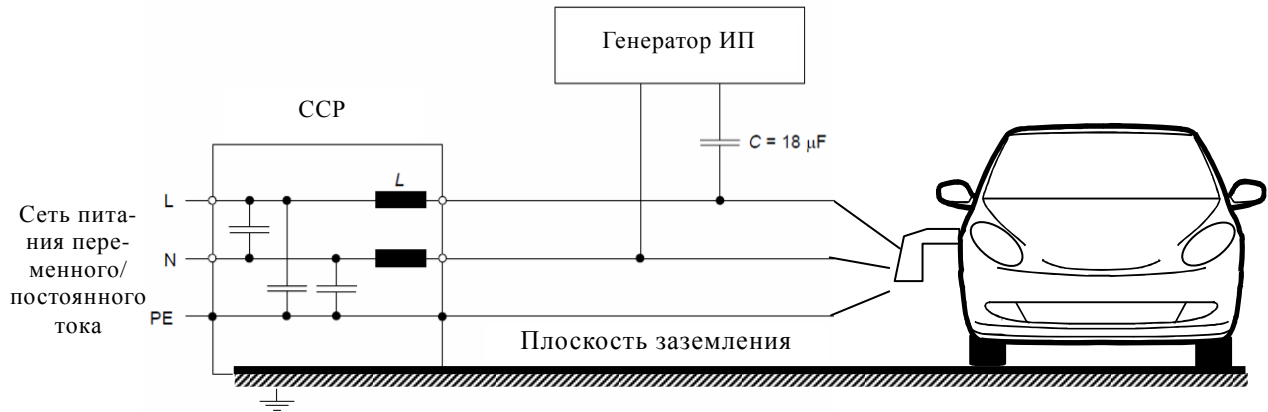 Генератор ИП
ССР
C = 18 μF
L
L
Сеть пита-
ния пере-
менного/
постоянного
тока
N
PE
Плоскость заземления